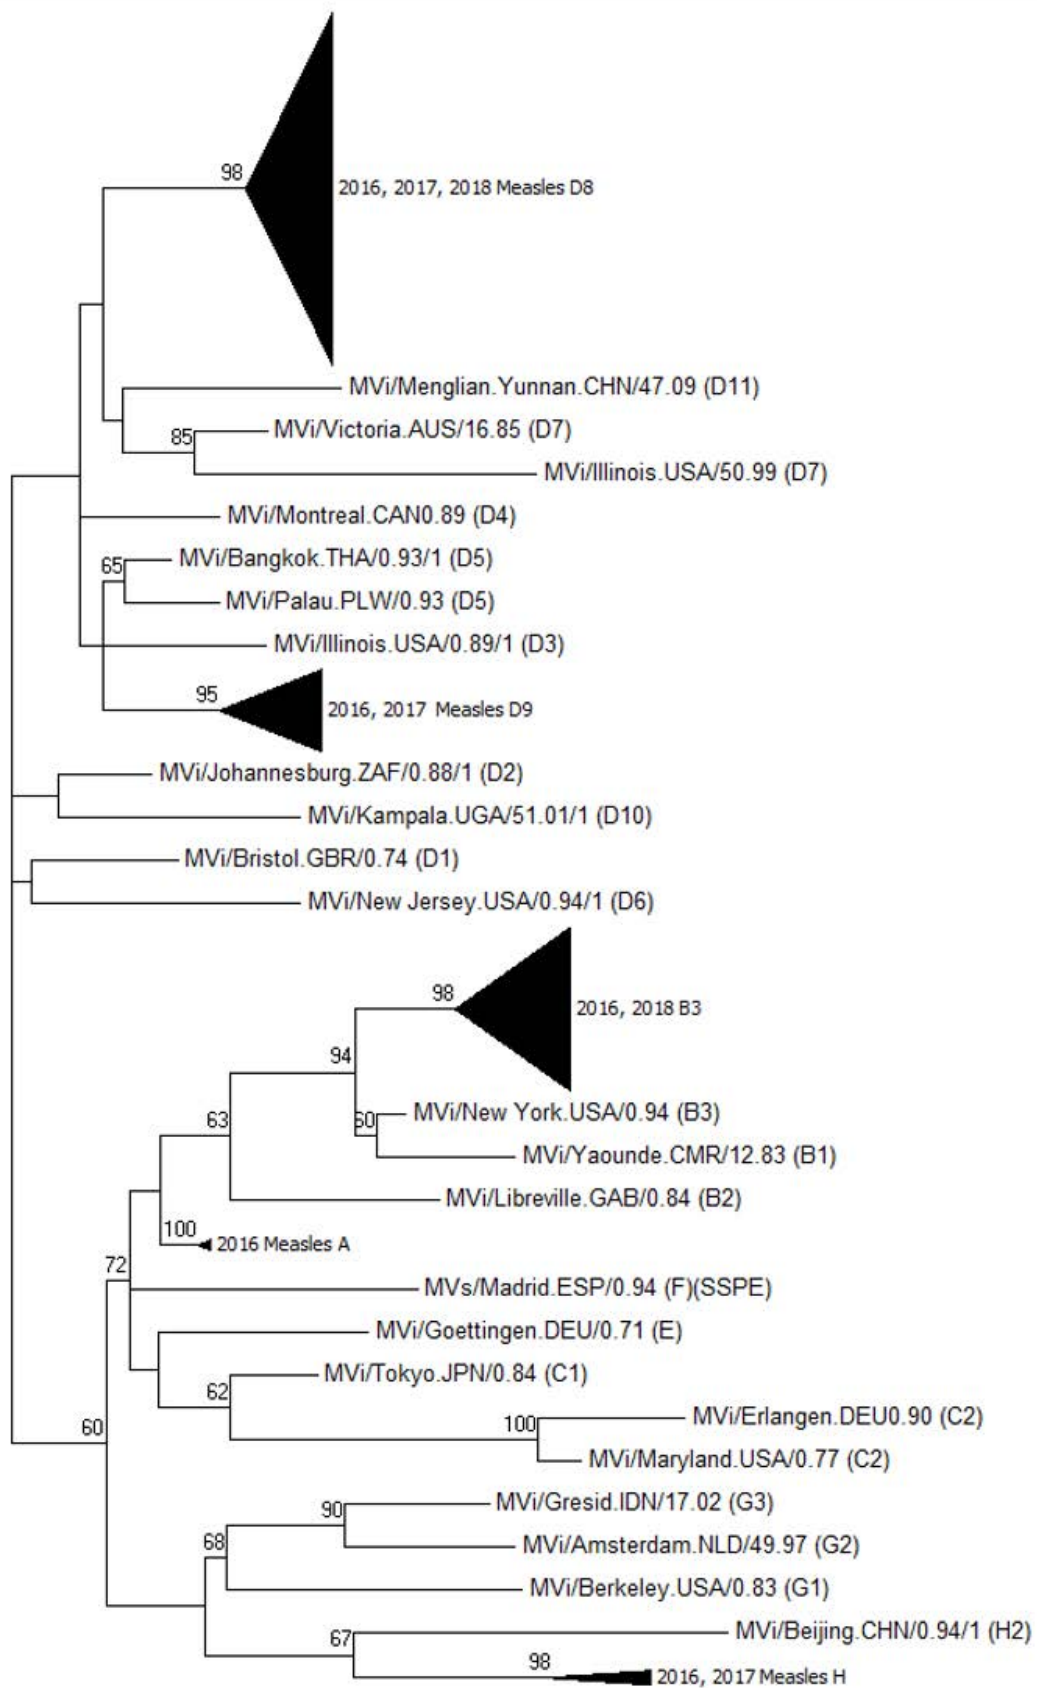 98
2016, 2017, 2018 Measles D8
MVi/Menglian.Yunnan.CHN/47.09 (D11)
85
MVi/Victoria.AUS/16.85 (D7)
MVi/Illinois.USA/50.99 (D7)
MVi/Montreal.CAN0.89 (D4)
65
MVi/Bangkok.THA/0.93/1 (D5)
MVi/Palau.PLW/0.93 (D5)
MVi/Illinois.USA/0.89/1 (D3)
95
2016, 2017 Measles D9
MVi/Johannesburg.ZAF/0.88/1 (D2)
MVi/Kampala.UGA/51.01/1 (D10)
MVi/Bristol.GBR/0.74 (D1)
MVi/New Jersey.USA/0.94/1 (D6)
98
2016, 2018 B3
94
63
60
MVi/New York.USA/0.94 (B3)
MVi/Yaounde.CMR/12.83 (B1)
MVi/Libreville.GAB/0.84 (B2)
100
2016 Measles A
72
MVs/Madrid.ESP/0.94 (F)(SSPE)
MVi/Goettingen.DEU/0.71 (E)
MVi/Tokyo.JPN/0.84 (C1)
62
MVi/Erlangen.DEU0.90 (C2)
100
60
MVi/Maryland.USA/0.77 (C2)
MVi/Gresid.IDN/17.02 (G3)
90
68
MVi/Amsterdam.NLD/49.97 (G2)
MVi/Berkeley.USA/0.83 (G1)
MVi/Beijing.CHN/0.94/1 (H2)
67
98
2016, 2017 Measles H